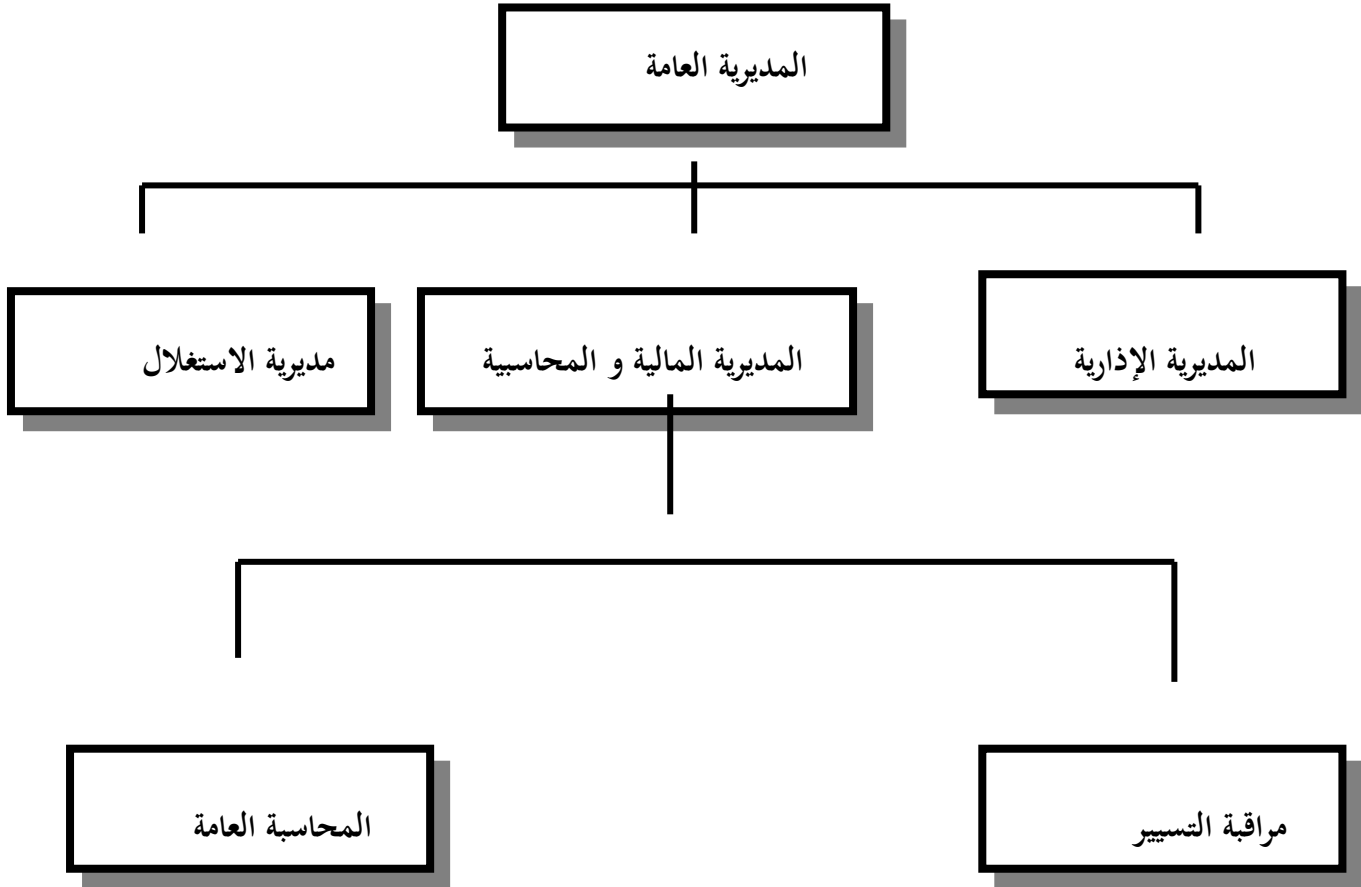 المديرية العامة
المديرية الإذارية
المديرية المالية و المحاسبية
مديرية الاستغلال
مراقبة التسيير
المحاسبة العامة